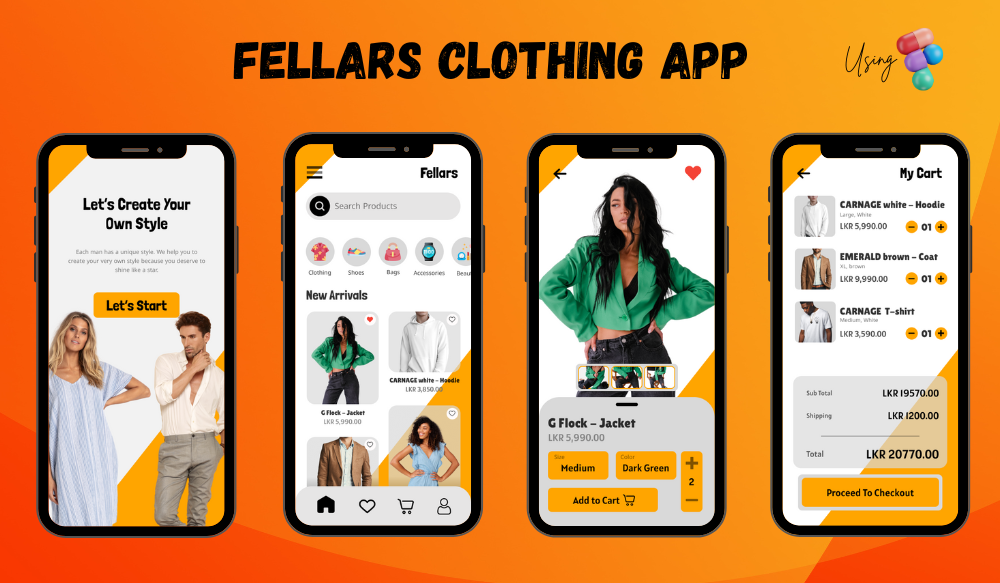 FELLARS CLOTHING APP
Using
Let's Create Your
Own Style
Each man has a unique style. We help you to
create your very own style because you deserve to
shine like a star.
Let's Start
Fellars
Search Products
Clothing
Shoes
Bags
Accessories
Beau
New Arrivals
CARNAGE white - Hoodie
LKR 3,850.00
G Flock - Jacket
LKR 5,990.00
G Flock - Jacket
LKR 5,990.00
Size
Medium
Color
Dark Green
2
Add to Cart
My Cart
CARNAGE white - Hoodie
Large, White
LKR 5,990.00
01
EMERALD brown - Coat
XL, brown
LKR 9,990.00
01
CARNAGE T-shirt
Medium, White
LKR 3,590.00
01
Sub Total
LKR 19570.00
Shipping
LKR 1200.00
Total
LKR 20770.00
Proceed To Checkout